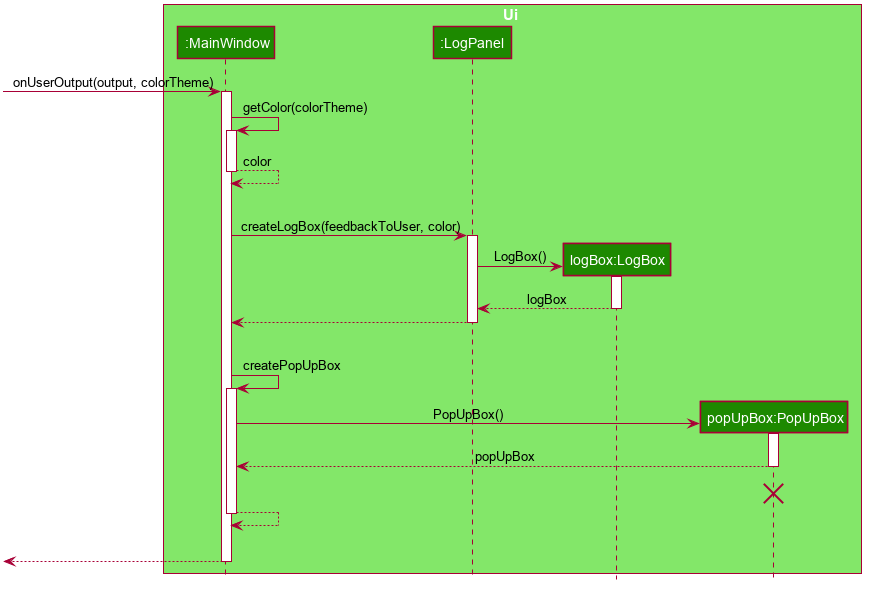 Ui
:MainWindow
:LogPanel
onUserOutput(output, colorTheme)
getColor(colorTheme)
color
createLogBox(feedbackToUser, color)
LogBox()
logBox:LogBox
logBox
createPopUpBox
PopUpBox()
popUpBox:PopUpBox
popUpBox